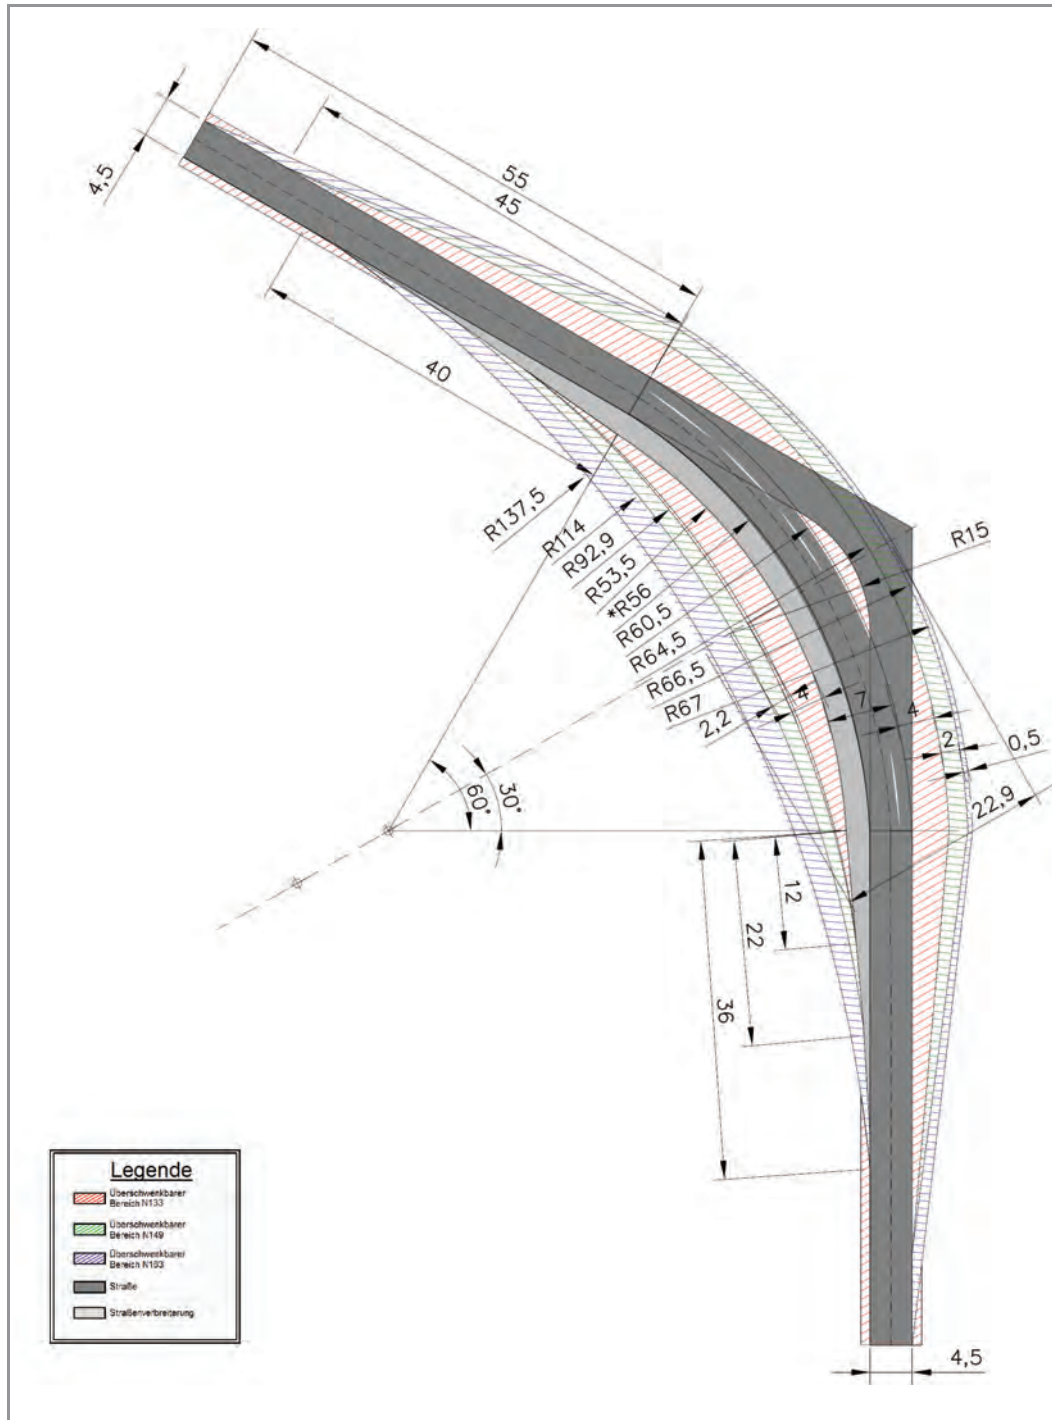 55
45
4,5
40
R137,5
R114
R92,9
R53,5
*R56
R60,5
R64,5
R66,5
R67
2,2
R15
4
7
4
2
0,5
22,9
60°
30°
12
22
36
4,5
Legende
Überschwenkbarer
Bereich N133
Überschwenkbarer
Bereich N149
Überschwenkbarer
Bereich N163
Straße
Straßenverbreiterung